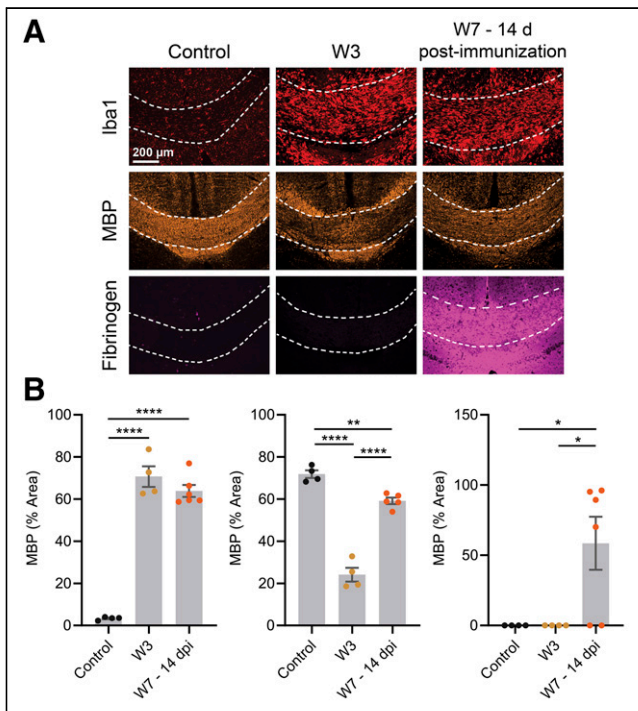 A
Control
W3
W7 - 14 d
post-immunization
Iba1
200 µm
MBP
Fibrinogen
B
MBP (% Area)
100
80
60
40
20
0
****
****
Control
W3
W7 - 14 dpi
MBP (% Area)
100
80
60
40
20
0
**
****
****
Control
W3
W7 - 14 dpi
MBP (% Area)
150
100
50
0
*
*
Control
W3
W7 - 14 dpi